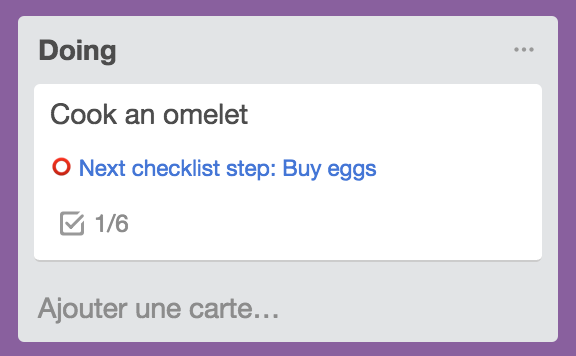 Doing
Cook an omelet
Next checklist step: Buy eggs
1/6
Ajouter une carte…